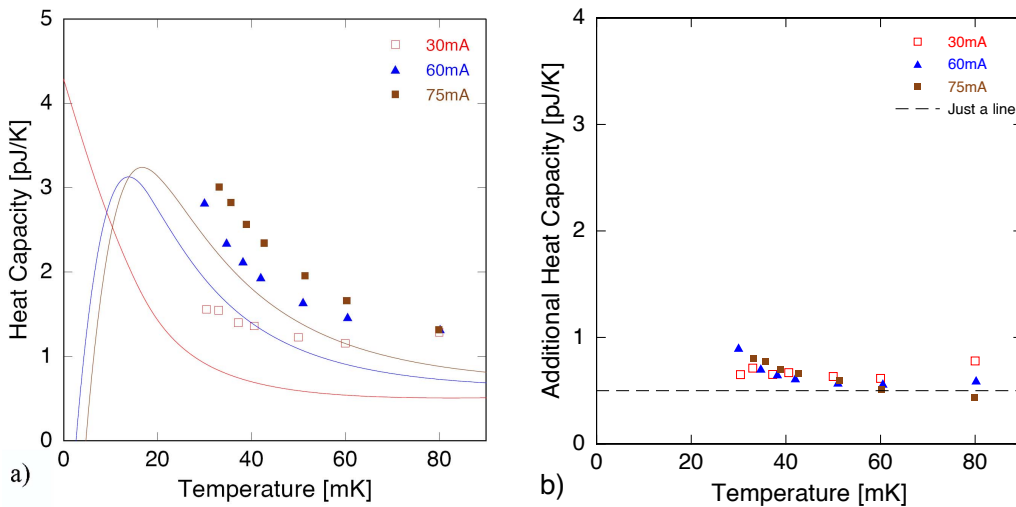 Heat Capacity [pJ/K]
5
4
3
2
1
0
0 20 40 60 80
Temperature [mK]
30mA
60mA
75mA
a)
Additional Heat Capacity [pJ/K]
4
3
2
1
0
0 20 40 60 80
Temperature [mK]
30mA
60mA
75mA
Just a line
b)